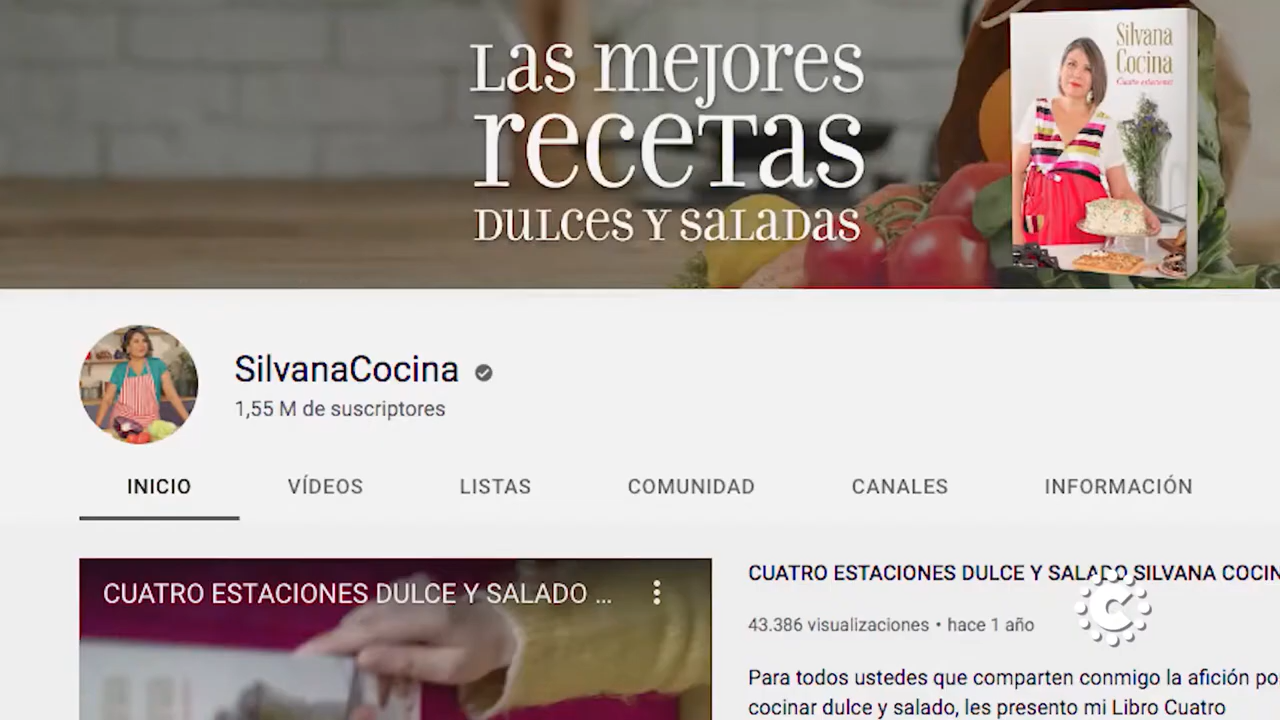 Las mejores
recetas
dulces y saladas
Silvana
Cocina
Cuatro estaciones
SilvanaCocina
1,55 M de suscriptores
INICIO
VÍDEOS
LISTAS
COMUNIDAD
CANALES
INFORMACIÓN
CUATRO ESTACIONES DULCE Y SALADO ...
CUATRO ESTACIONES DULCE Y SALADO SILVANA COCIN
43.386 visualizaciones • hace 1 año
C
Para todos ustedes que comparten conmigo la afición po
cocinar dulce y salado, les presento mi Libro Cuatro